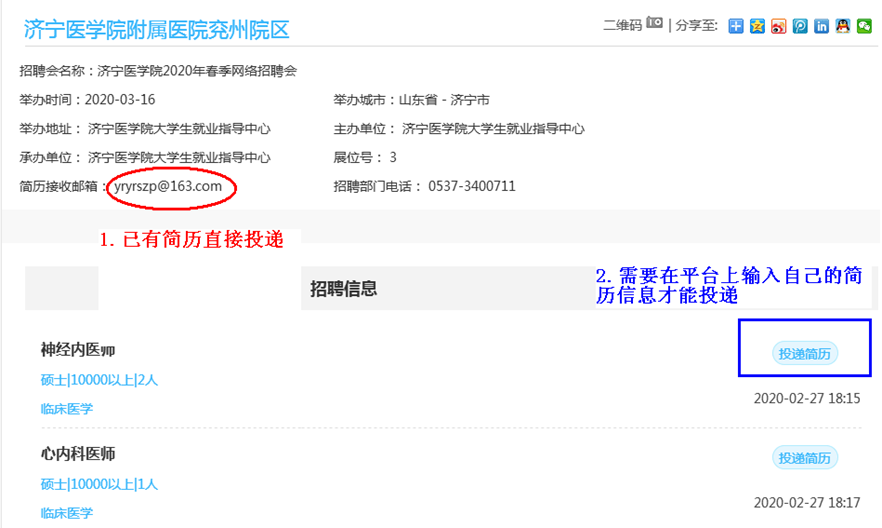 济宁医学院附属医院兖州院区
二维码 | 分享至:
招聘会名称：济宁医学院2020年春季网络招聘会
举办时间：2020-03-16 举办城市：山东省 - 济宁市
举办地址： 济宁医学院大学生就业指导中心 主办单位： 济宁医学院大学生就业指导中心
承办单位： 济宁医学院大学生就业指导中心 展位号： 3
简历接收邮箱： yryrszp@163.com 招聘部门电话： 0537-3400711
1. 已有简历直接投递
招聘信息
2. 需要在平台上输入自己的简
历信息才能投递
神经内医师
投递简历
硕士|10000以上|2人
2020-02-27 18:15
临床医学
心内科医师
投递简历
硕士|10000以上|1人
2020-02-27 18:17
临床医学